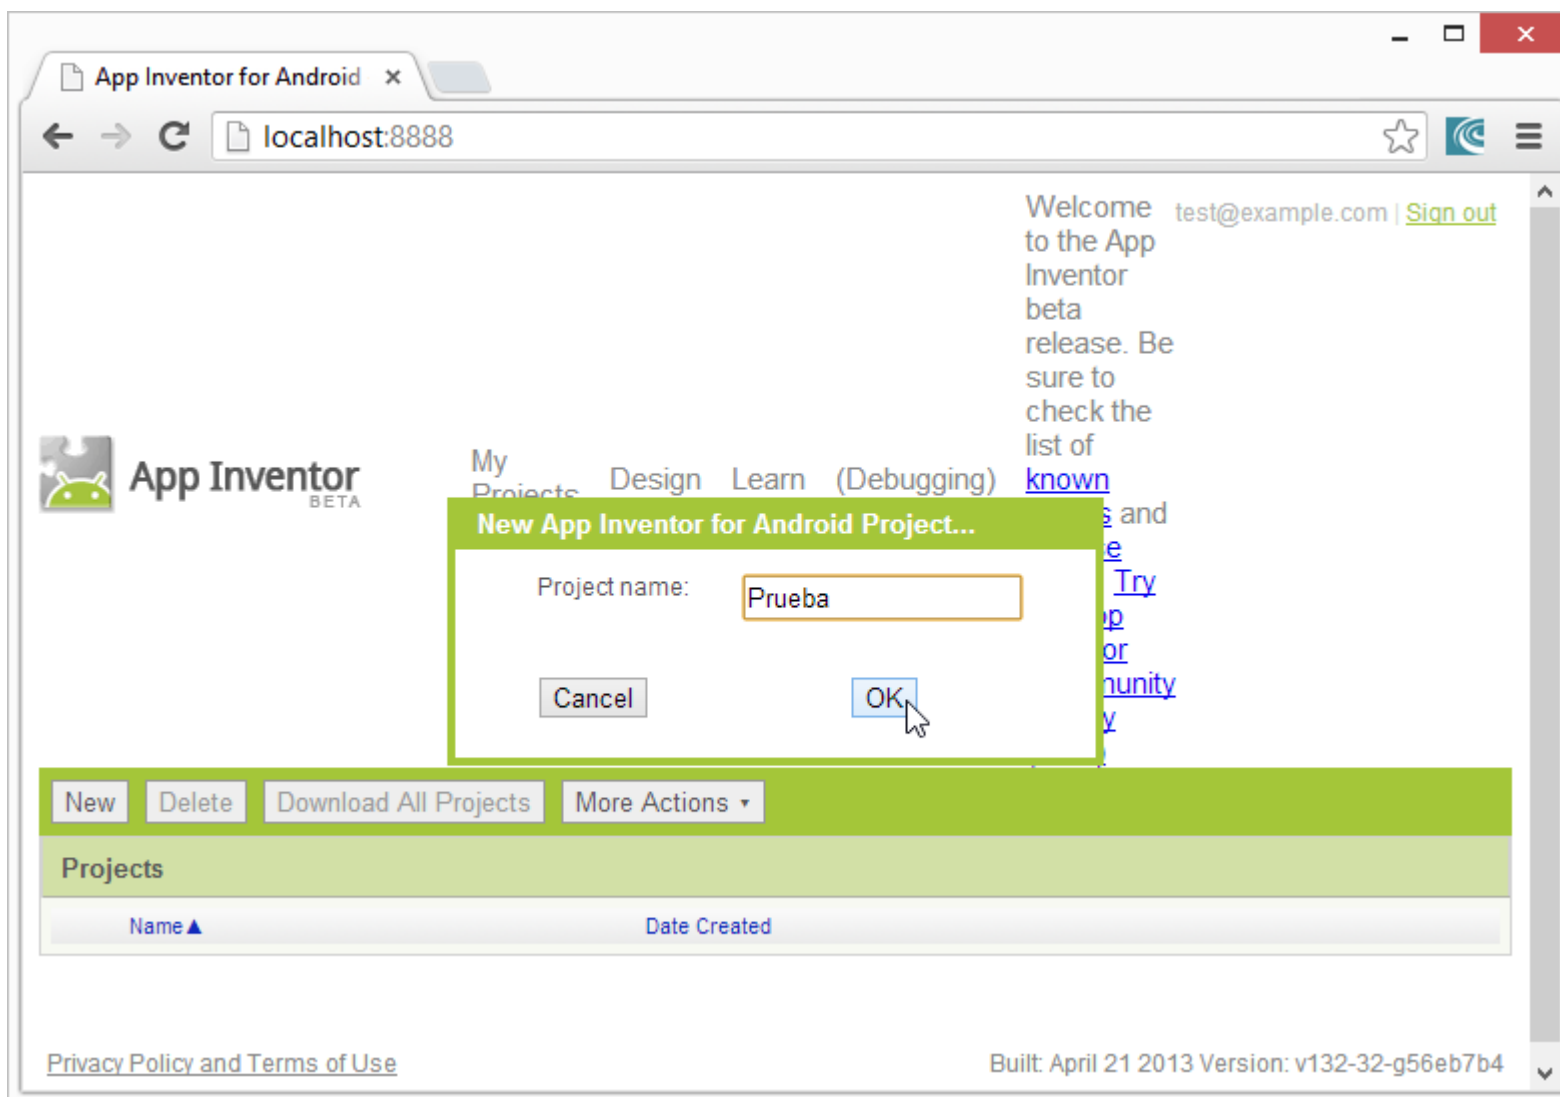 App Inventor for Android
localhost:8888
Welcome
to the App
Inventor
beta
release. Be
sure to
check the
list of
known
and
Try
test@example.com | Sign out
App Inventor
BETA
My
Projects
Design
Learn
(Debugging)
New App Inventor for Android Project...
Project name:
Prueba
Cancel
OK
New
Delete
Download All Projects
More Actions
Projects
Name
Date Created
Privacy Policy and Terms of Use
Built: April 21 2013 Version: v132-32-g56eb7b4